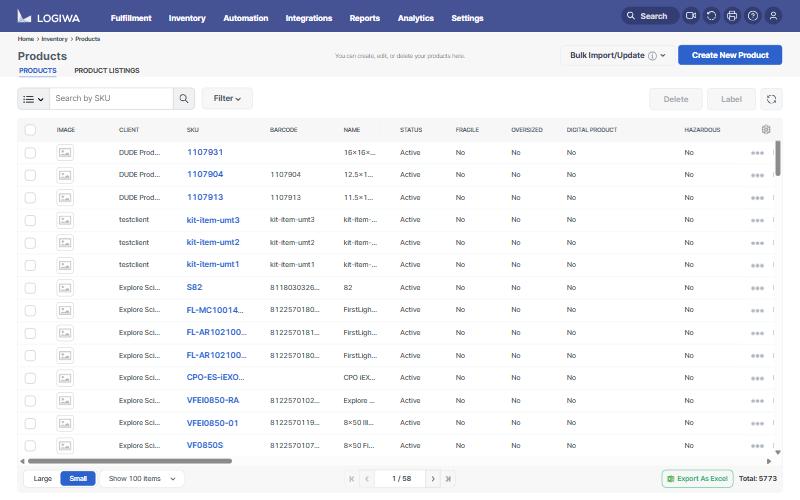 LOGIWA Fulfillment Inventory Automation Integrations Reports Analytics Settings Search
Home > Inventory > Products
Products
You can create, edit, or delete your products here.
Bulk Import/Update Create New Product
PRODUCTS PRODUCT LISTINGS
Search by SKU Filter Delete Label
IMAGE CLIENT SKU BARCODE NAME STATUS FRAGILE OVERSIZED DIGITAL PRODUCT HAZARDOUS
DUDE Prod... 1107931 16x16x... Active No No No No
DUDE Prod... 1107904 1107904 12.5x1... Active No No No No
DUDE Prod... 1107913 1107913 11.5x1... Active No No No No
testclient kit-item-umt3 kit-item-umt3 kit-item-... Active No No No No
testclient kit-item-umt2 kit-item-umt2 kit-item-... Active No No No No
testclient kit-item-umt1 kit-item-umt1 kit-item-... Active No No No No
Explore Sci... S82 8118030326... 82 Active No No No No
Explore Sci... FL-MC10014... 8122570180... FirstLigh... Active No No No No
Explore Sci... FL-AR102100... 8122570181... FirstLigh... Active No No No No
Explore Sci... FL-AR102100... 8122570180... FirstLigh... Active No No No No
Explore Sci... CPO-ES-iEXO... CPO iEX... Active No No No No
Explore Sci... VFEI0850-RA 8122570102... Explore ... Active No No No No
Explore Sci... VFEI0850-01 8122570119... 8x50 Ill... Active No No No No
Explore Sci... VF0850S 8122570107... 8x50 Fi... Active No No No No
Large Small Show 100 items 1 / 58 Export As Excel Total: 5773